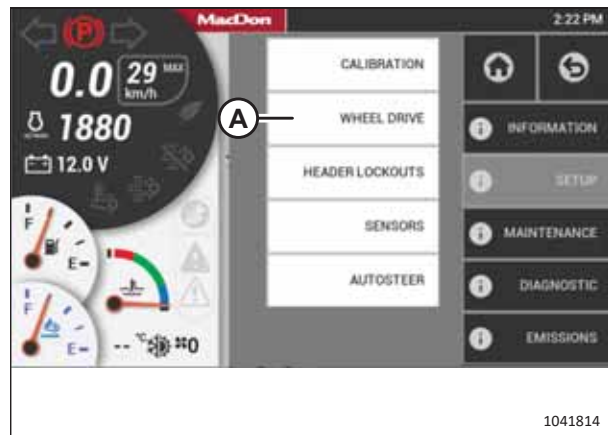 MacDon
2:22 PM
P
0.0
29 MAX
km/h
1880
12.0 V
F
E
F
E
-- °C
0
CALIBRATION
A
WHEEL DRIVE
HEADER LOCKOUTS
SENSORS
AUTOSTEER
INFORMATION
SETUP
MAINTENANCE
DIAGNOSTIC
EMISSIONS
1041814